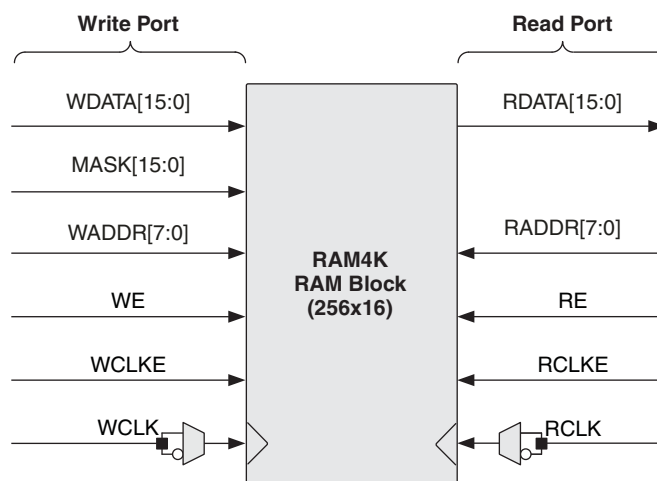 Write Port
Read Port
WDATA[15:0]
RDATA[15:0]
MASK[15:0]
WADDR[7:0]
RADDR[7:0]
RAM4K
RAM Block
(256x16)
WE
RE
WCLKE
RCLKE
WCLK
RCLK